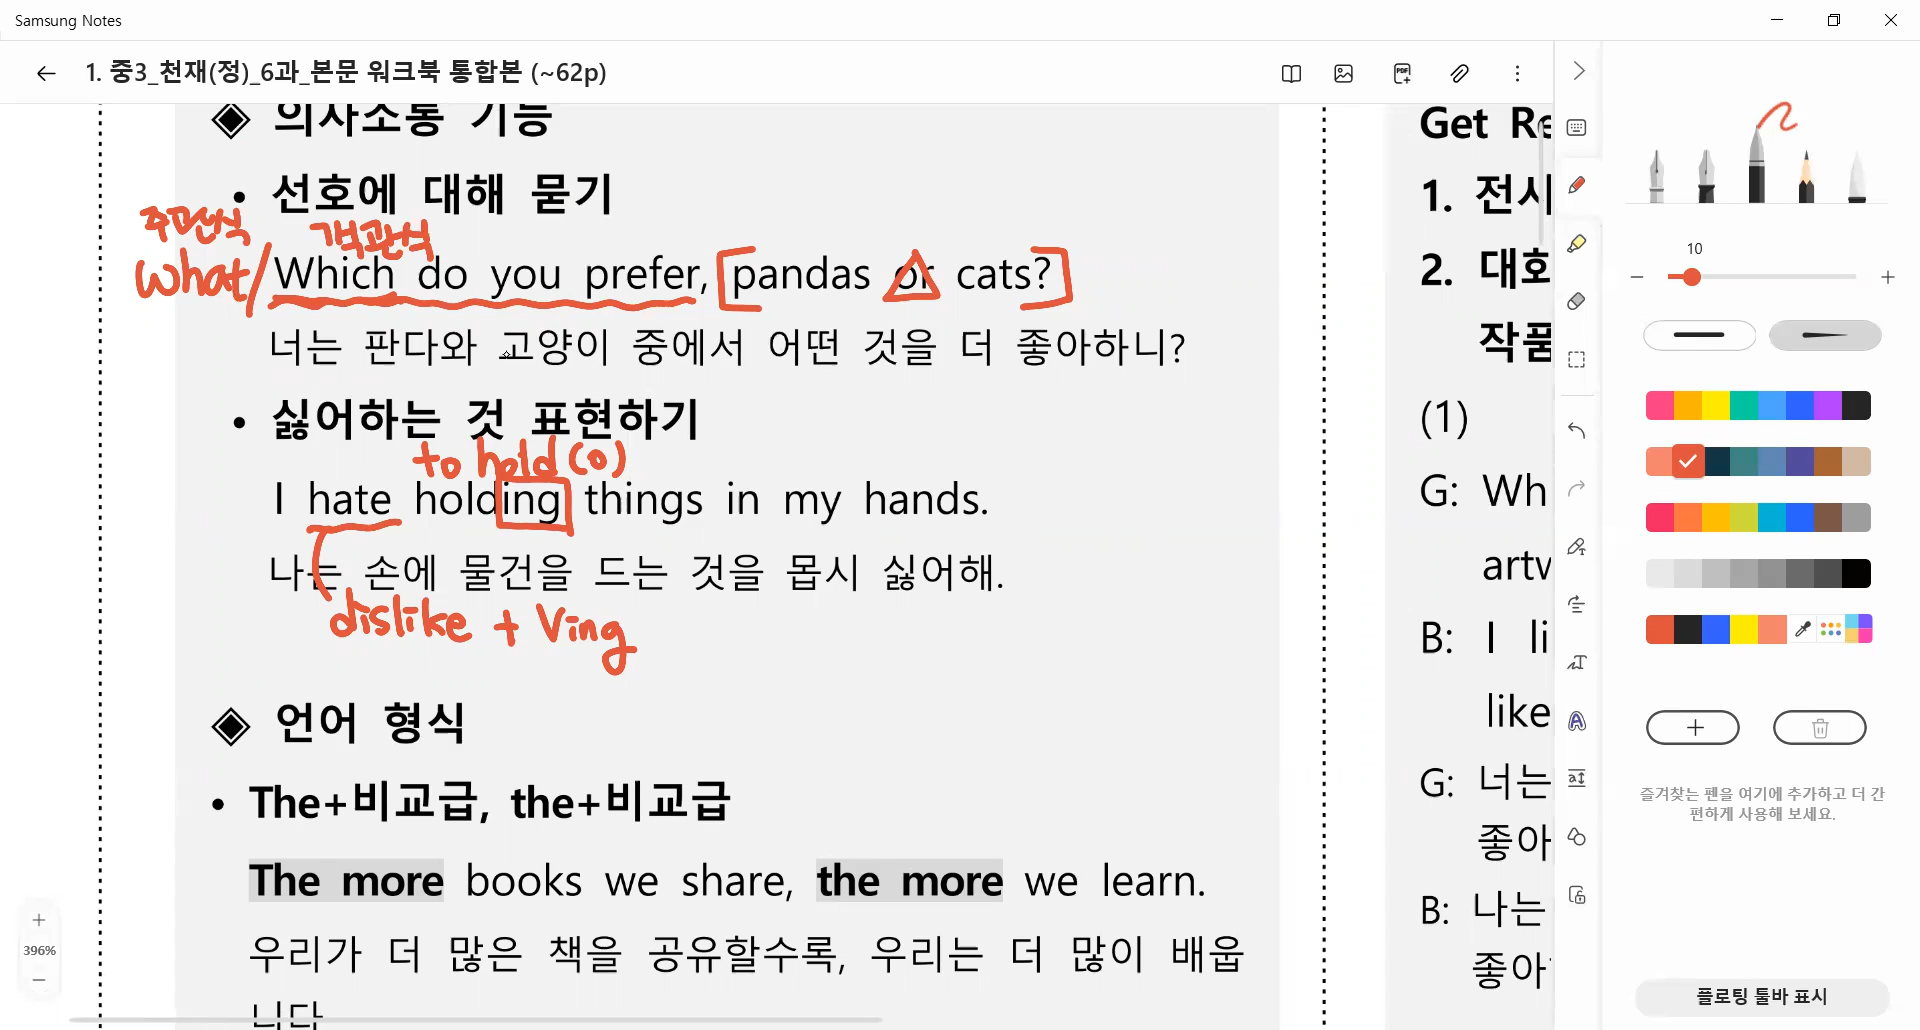 Samsung Notes
1. 중3_천재(정)_6과_본문 워크북 통합본 (~62p)
의사소통 기능
• 선호에 대해 묻기
주관식 객관식
what/ Which do you prefer, pandas or cats?
너는 판다와 고양이 중에서 어떤 것을 더 좋아하니?
• 싫어하는 것 표현하기
to hold (o)
I hate holding things in my hands.
나는 손에 물건을 드는 것을 몹시 싫어해.
dislike + Ving
언어 형식
• The+비교급, the+비교급
The more books we share, the more we learn.
우리가 더 많은 책을 공유할수록, 우리는 더 많이 배웁
니다
396%
Get Re
1. 전시
2. 대화
작품
(1)
G: Wh
artw
B: I li
like
G: 너는
좋아
B: 나는
좋아
10
즐겨찾는 펜을 여기에 추가하고 더 간
편하게 사용해 보세요.
플로팅 툴바 표시